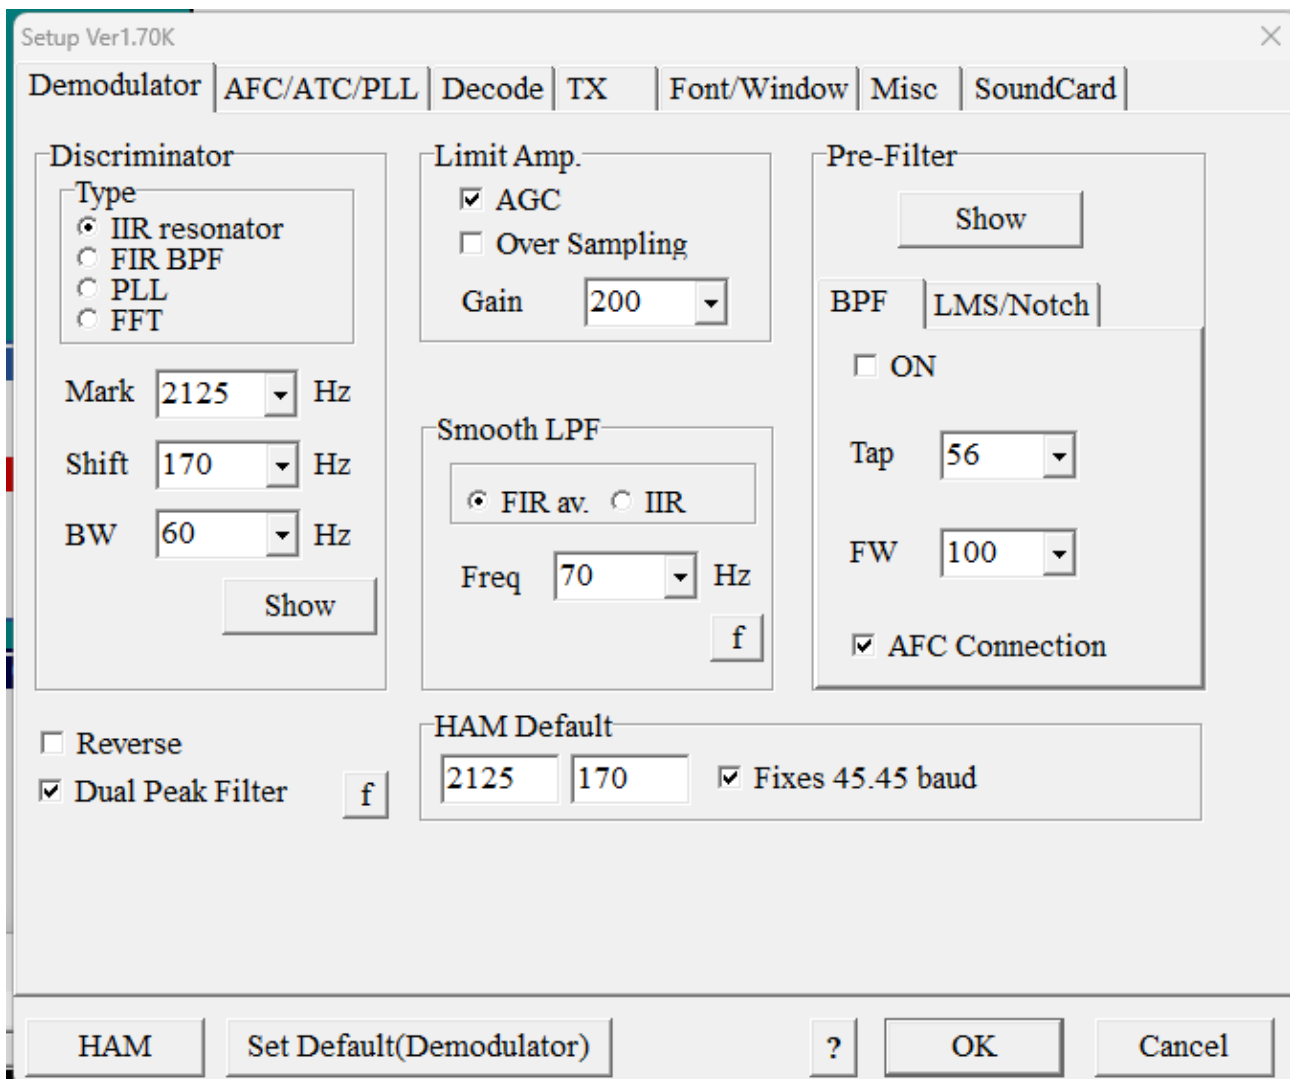 Setup Ver1.70K
Demodulator AFC/ATC/PLL Decode TX Font/Window Misc SoundCard
Discriminator
Type
IIR resonator
FIR BPF
PLL
FFT
Mark 2125 Hz
Shift 170 Hz
BW 60 Hz
Show
Reverse
Dual Peak Filter f
Limit Amp.
AGC
Over Sampling
Gain 200
Smooth LPF
FIR av. IIR
Freq 70 Hz
f
Pre-Filter
Show
BPF LMS/Notch
ON
Tap 56
FW 100
AFC Connection
HAM Default
2125 170 Fixes 45.45 baud
HAM Set Default(Demodulator) ? OK Cancel